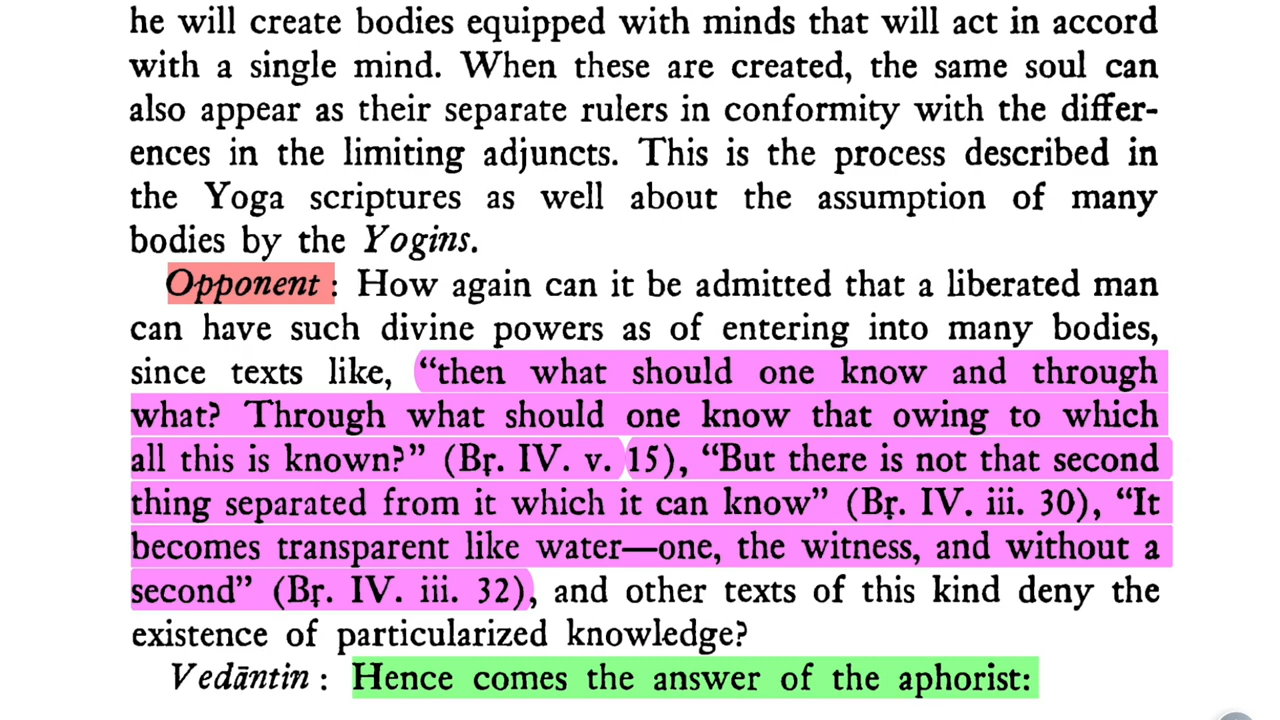 he will create bodies equipped with minds that will act in accord
with a single mind. When these are created, the same soul can
also appear as their separate rulers in conformity with the differ-
ences in the limiting adjuncts. This is the process described in
the Yoga scriptures as well about the assumption of many
bodies by the Yogins.
Opponent : How again can it be admitted that a liberated man
can have such divine powers as of entering into many bodies,
since texts like, “then what should one know and through
what? Through what should one know that owing to which
all this is known?” (Bṛ. IV. v. 15), “But there is not that second
thing separated from it which it can know” (Bṛ. IV. iii. 30), “It
becomes transparent like water—one, the witness, and without a
second” (Bṛ. IV. iii. 32), and other texts of this kind deny the
existence of particularized knowledge?
Vedāntin : Hence comes the answer of the aphorist: